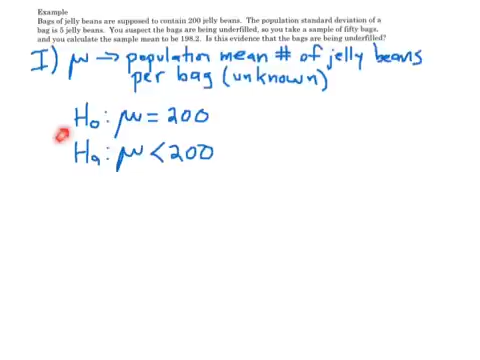 Example
Bags of jelly beans are supposed to contain 200 jelly beans. The population standard deviation of a
bag is 5 jelly beans. You suspect the bags are being underfilled, so you take a sample of fifty bags,
and you calculate the sample mean to be 198.2. Is this evidence that the bags are being underfilled?
I) μ → population mean # of jelly beans
per bag (unknown)
H₀: μ = 200
Hₐ: μ < 200